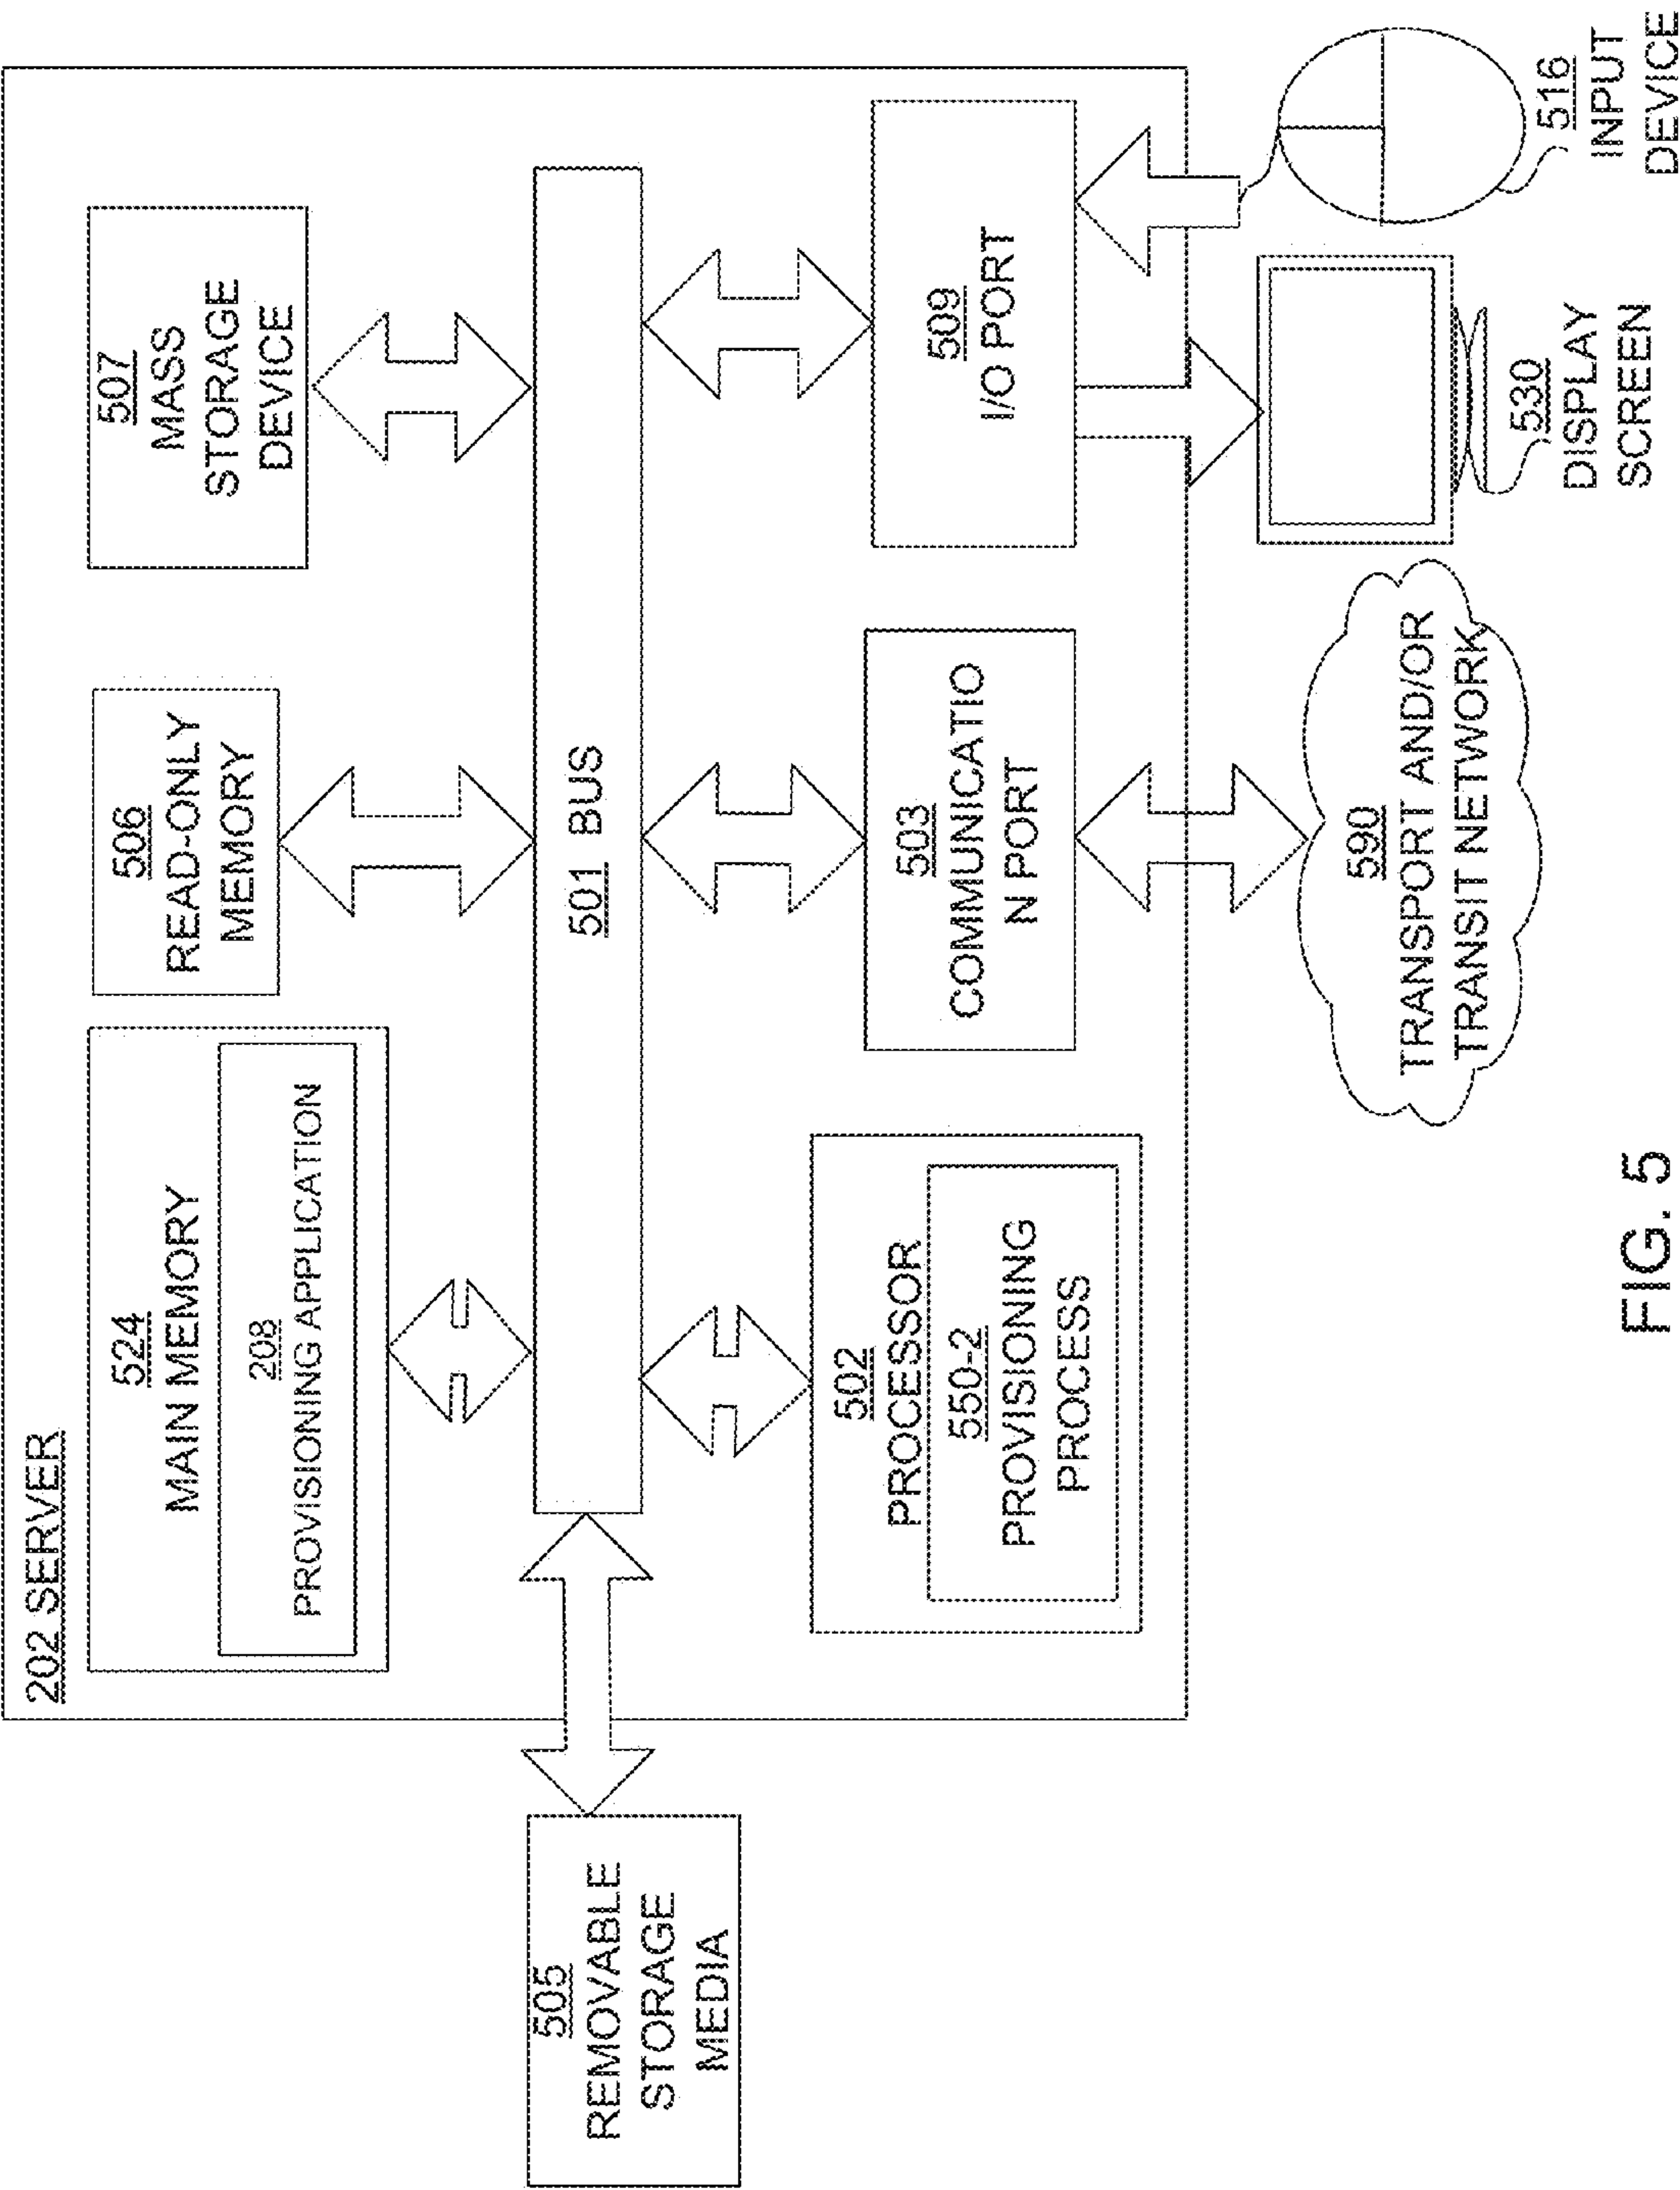 202 SERVER
524
MAIN MEMORY
208
PROVISIONING APPLICATION
506
READ-ONLY
MEMORY
507
MASS
STORAGE
DEVICE
505
REMOVABLE
STORAGE
MEDIA
501 BUS
502
PROCESSOR
550-2
PROVISIONING
PROCESS
503
COMMUNICATIO
N PORT
509
I/O PORT
590
TRANSPORT AND/OR
TRANSIT NETWORK
530
DISPLAY
SCREEN
516
INPUT
DEVICE
FIG. 5